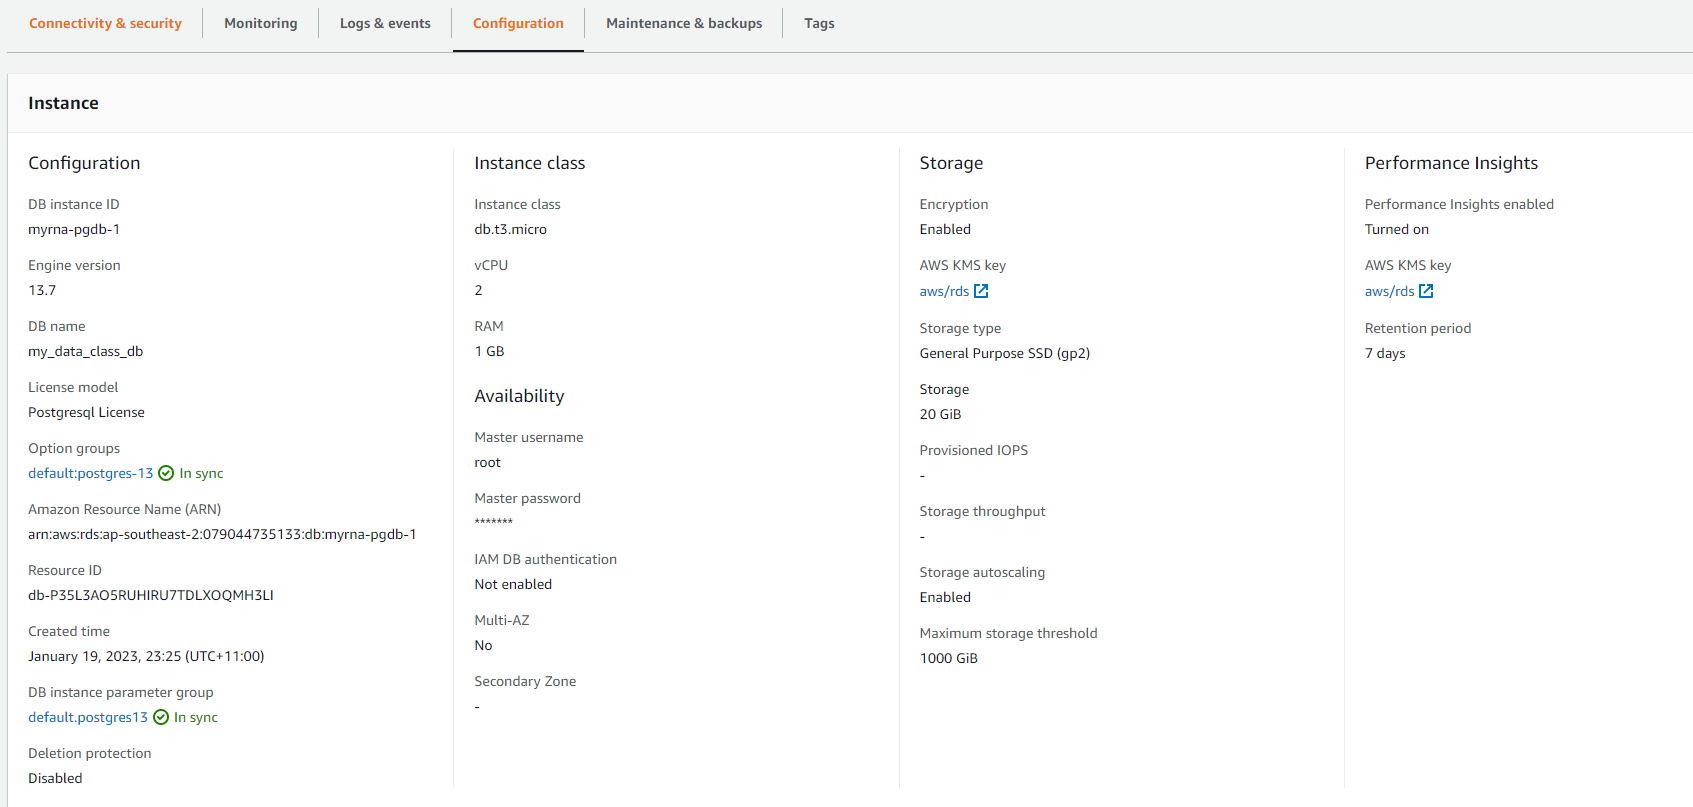 Connectivity & security
Monitoring
Logs & events
Configuration
Maintenance & backups
Tags
Instance
Configuration
DB instance ID
myrna-pgdb-1
Engine version
13.7
DB name
my_data_class_db
License model
Postgresql License
Option groups
default:postgres-13 In sync
Amazon Resource Name (ARN)
arn:aws:rds:ap-southeast-2:079044735133:db:myrna-pgdb-1
Resource ID
db-P35L3AO5RUHIRU7TDLXOQMH3LI
Created time
January 19, 2023, 23:25 (UTC+11:00)
DB instance parameter group
default.postgres13 In sync
Deletion protection
Disabled
Instance class
Instance class
db.t3.micro
vCPU
2
RAM
1 GB
Availability
Master username
root
Master password
*******
IAM DB authentication
Not enabled
Multi-AZ
No
Secondary Zone
-
Storage
Encryption
Enabled
AWS KMS key
aws/rds
Storage type
General Purpose SSD (gp2)
Storage
20 GiB
Provisioned IOPS
-
Storage throughput
-
Storage autoscaling
Enabled
Maximum storage threshold
1000 GiB
Performance Insights
Performance Insights enabled
Turned on
AWS KMS key
aws/rds
Retention period
7 days